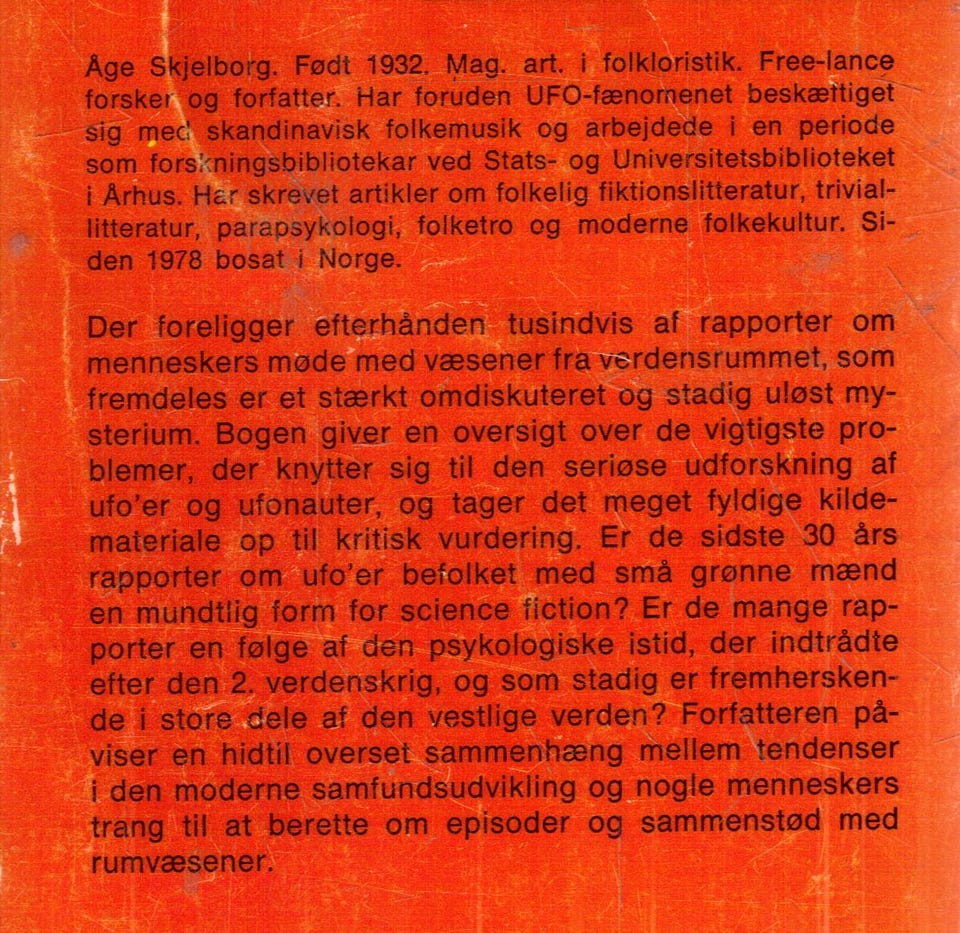 Åge Skjelborg. Født 1932. Mag. art. i folkloristik. Free-lance
forsker og forfatter. Har foruden UFO-fænomenet beskæftiget
sig med skandinavisk folkemusik og arbejdede i en periode
som forskningsbibliotekar ved Stats- og Universitetsbiblioteket
i Århus. Har skrevet artikler om folkelig fiktionslitteratur, trivial-
litteratur, parapsykologi, folketro og moderne folkekultur. Si-
den 1978 bosat i Norge.
Der foreligger efterhånden tusindvis af rapporter om
menneskers møde med væsener fra verdensrummet, som
fremdeles er et stærkt omdiskuteret og stadig uløst my-
sterium. Bogen giver en oversigt over de vigtigste pro-
blemer, der knytter sig til den seriøse udforskning af
ufo'er og ufonauter, og tager det meget fyldige kilde-
materiale op til kritisk vurdering. Er de sidste 30 års
rapporter om ufo'er befolket med små grønne mænd
en mundtlig form for science fiction? Er de mange rap-
porter en følge af den psykologiske istid, der indtrådte
efter den 2. verdenskrig, og som stadig er fremhersken-
de i store dele af den vestlige verden? Forfatteren på-
viser en hidtil overset sammenhæng mellem tendenser
i den moderne samfundsudvikling og nogle menneskers
trang til at berette om episoder og sammenstød med
rumvæsener.